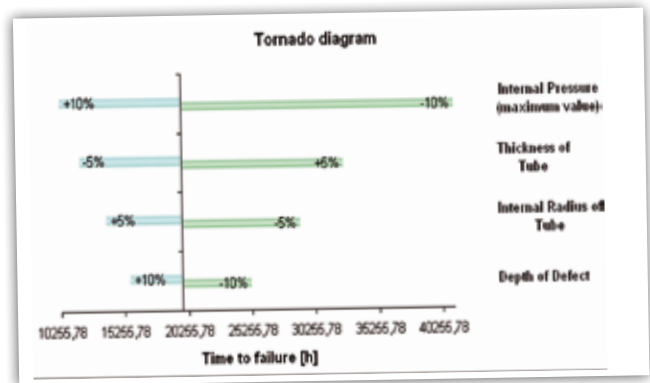 Tornado diagram
+10% -10% Internal Pressure
(maximum value)
-5% +5% Thickness of
Tube
+5% -5% Internal Radius of
Tube
+10% -10% Depth of Defect
10255,78 15255,78 20255,78 25255,78 30255,78 35255,78 40255,78
Time to failure [h]